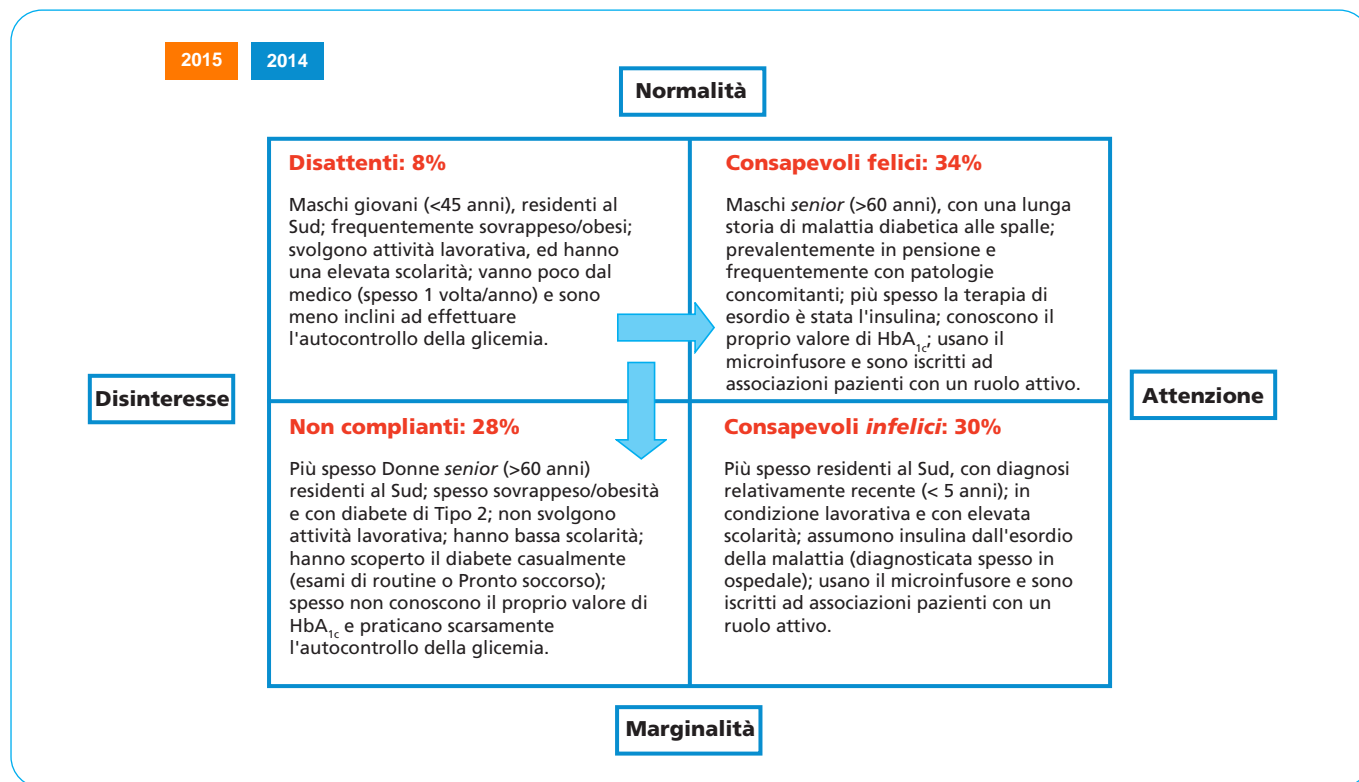 2015
2014
Normalità
Disattenti: 8%
Maschi giovani (<45 anni), residenti al
Sud; frequentemente sovrappeso/obesi;
svolgono attività lavorativa, ed hanno
una elevata scolarità; vanno poco dal
medico (spesso 1 volta/anno) e sono
meno inclini ad effettuare
l'autocontrollo della glicemia.
Consapevoli felici: 34%
Maschi senior (>60 anni), con una lunga
storia di malattia diabetica alle spalle;
prevalentemente in pensione e
frequentemente con patologie
concomitanti; più spesso la terapia di
esordio è stata l'insulina; conoscono il
proprio valore di HbA1c; usano il
microinfusore e sono iscritti ad
associazioni pazienti con un ruolo attivo.
Disinteresse
Attenzione
Non complianti: 28%
Più spesso Donne senior (>60 anni)
residenti al Sud; spesso sovrappeso/obesità
e con diabete di Tipo 2; non svolgono
attività lavorativa; hanno bassa scolarità;
hanno scoperto il diabete casualmente
(esami di routine o Pronto soccorso);
spesso non conoscono il proprio valore di
HbA1c e praticano scarsamente
l'autocontrollo della glicemia.
Consapevoli infelici: 30%
Più spesso residenti al Sud, con diagnosi
relativamente recente (< 5 anni); in
condizione lavorativa e con elevata
scolarità; assumono insulina dall'esordio
della malattia (diagnosticata spesso in
ospedale); usano il microinfusore e sono
iscritti ad associazioni pazienti con un
ruolo attivo.
Marginalità